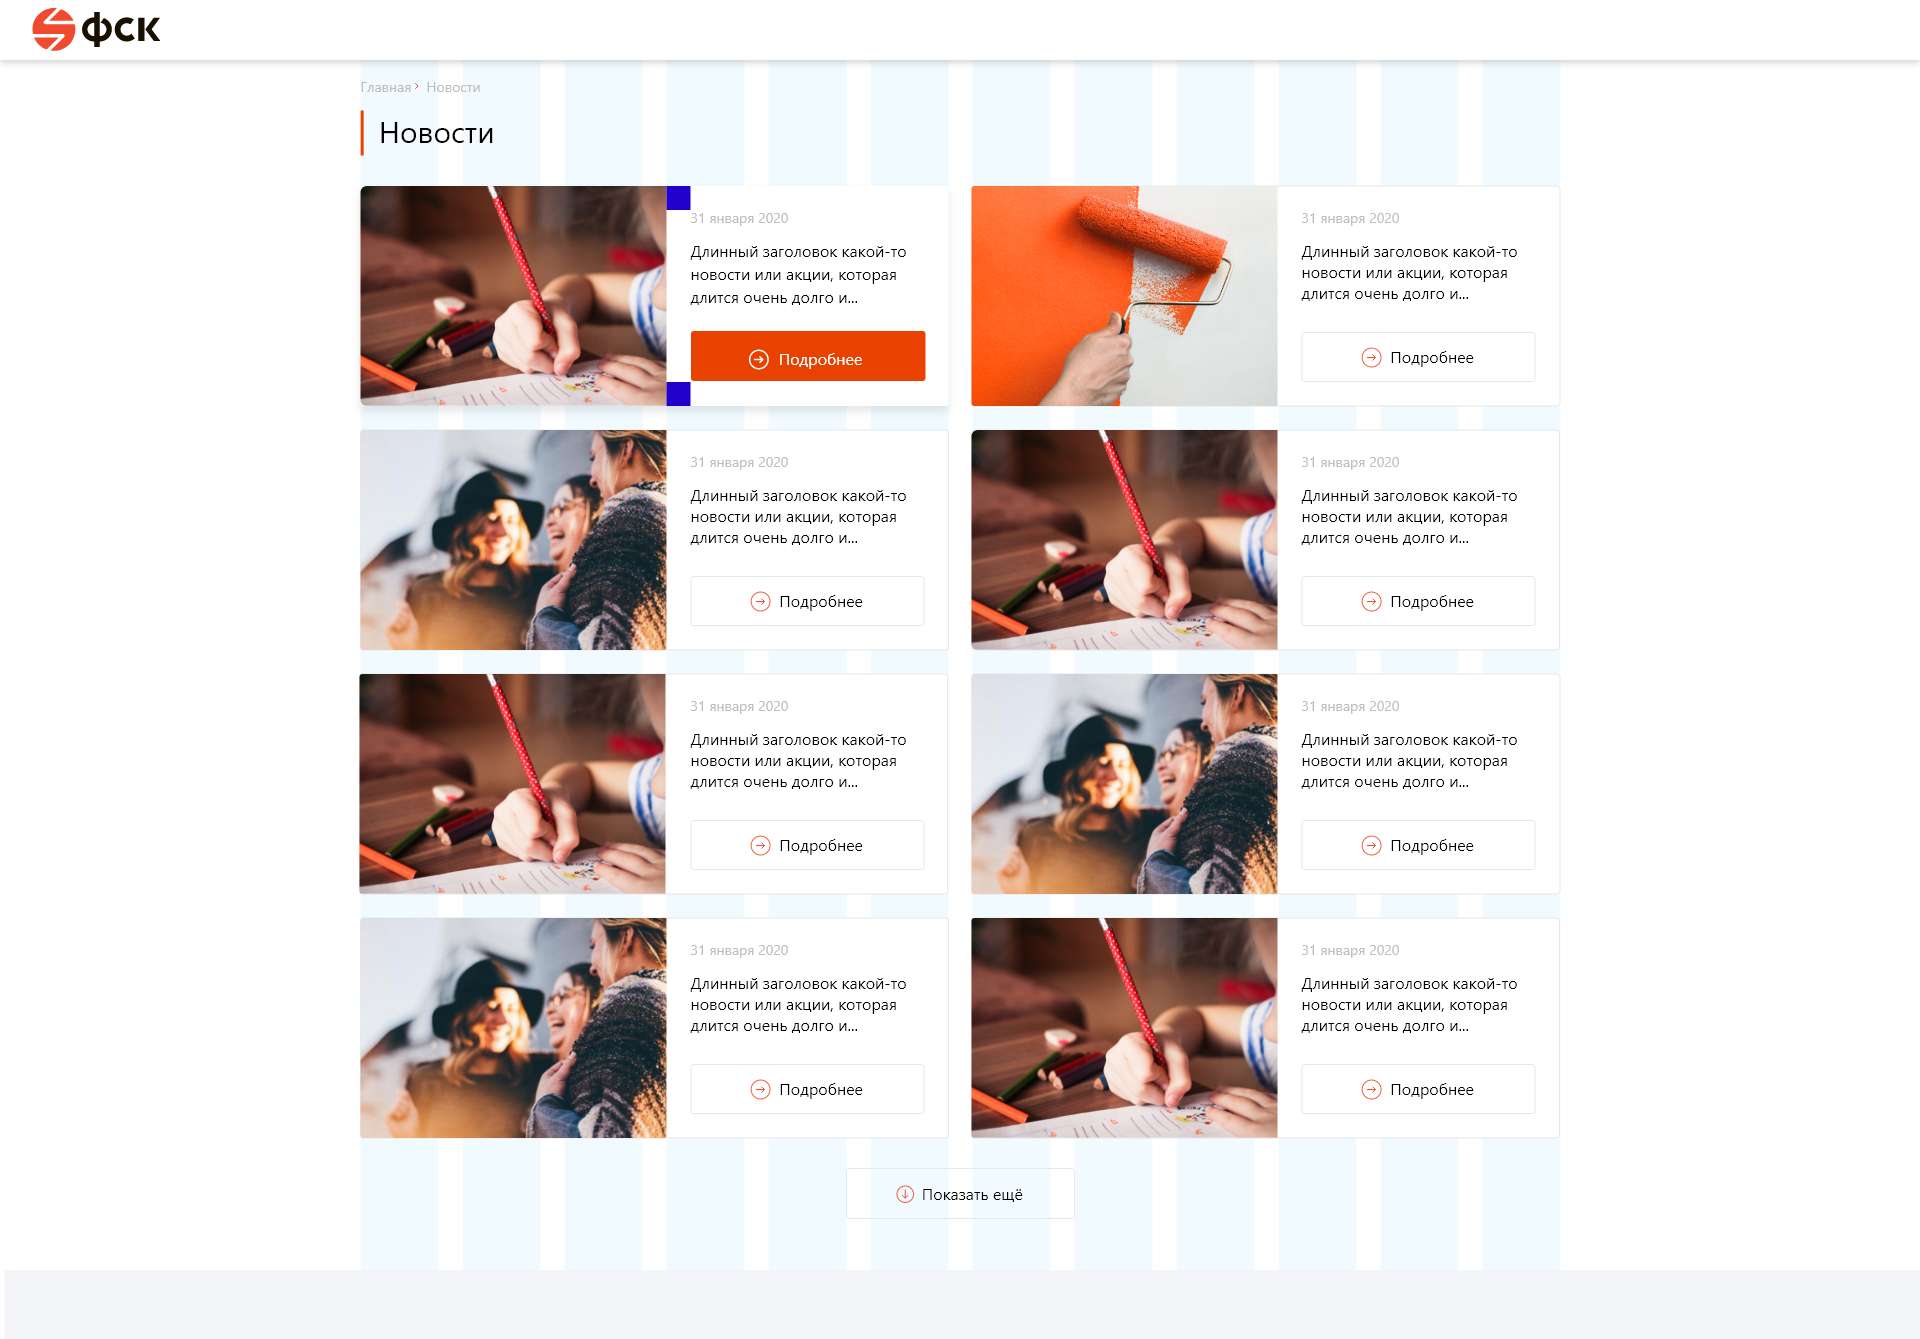 ФСК
Главная › Новости
Новости
31 января 2020
Длинный заголовок какой-то
новости или акции, которая
длится очень долго и...
Подробнее
31 января 2020
Длинный заголовок какой-то
новости или акции, которая
длится очень долго и...
Подробнее
31 января 2020
Длинный заголовок какой-то
новости или акции, которая
длится очень долго и...
Подробнее
31 января 2020
Длинный заголовок какой-то
новости или акции, которая
длится очень долго и...
Подробнее
31 января 2020
Длинный заголовок какой-то
новости или акции, которая
длится очень долго и...
Подробнее
31 января 2020
Длинный заголовок какой-то
новости или акции, которая
длится очень долго и...
Подробнее
31 января 2020
Длинный заголовок какой-то
новости или акции, которая
длится очень долго и...
Подробнее
31 января 2020
Длинный заголовок какой-то
новости или акции, которая
длится очень долго и...
Подробнее
Показать ещё